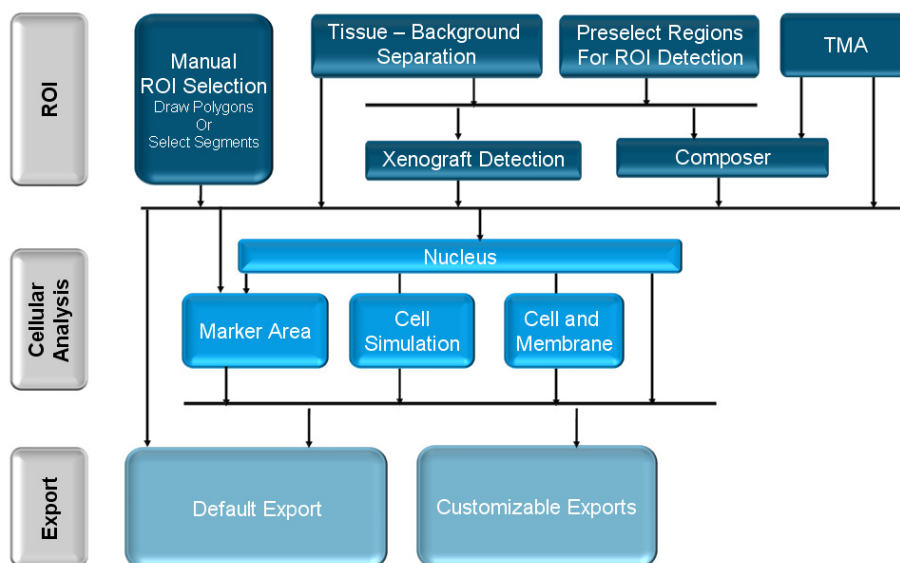 ROI
Manual
ROI Selection
Draw Polygons
Or
Select Segments
Tissue – Background
Separation
Preselect Regions
For ROI Detection
TMA
Xenograft Detection
Composer
Cellular
Analysis
Nucleus
Marker Area
Cell
Simulation
Cell and
Membrane
Export
Default Export
Customizable Exports